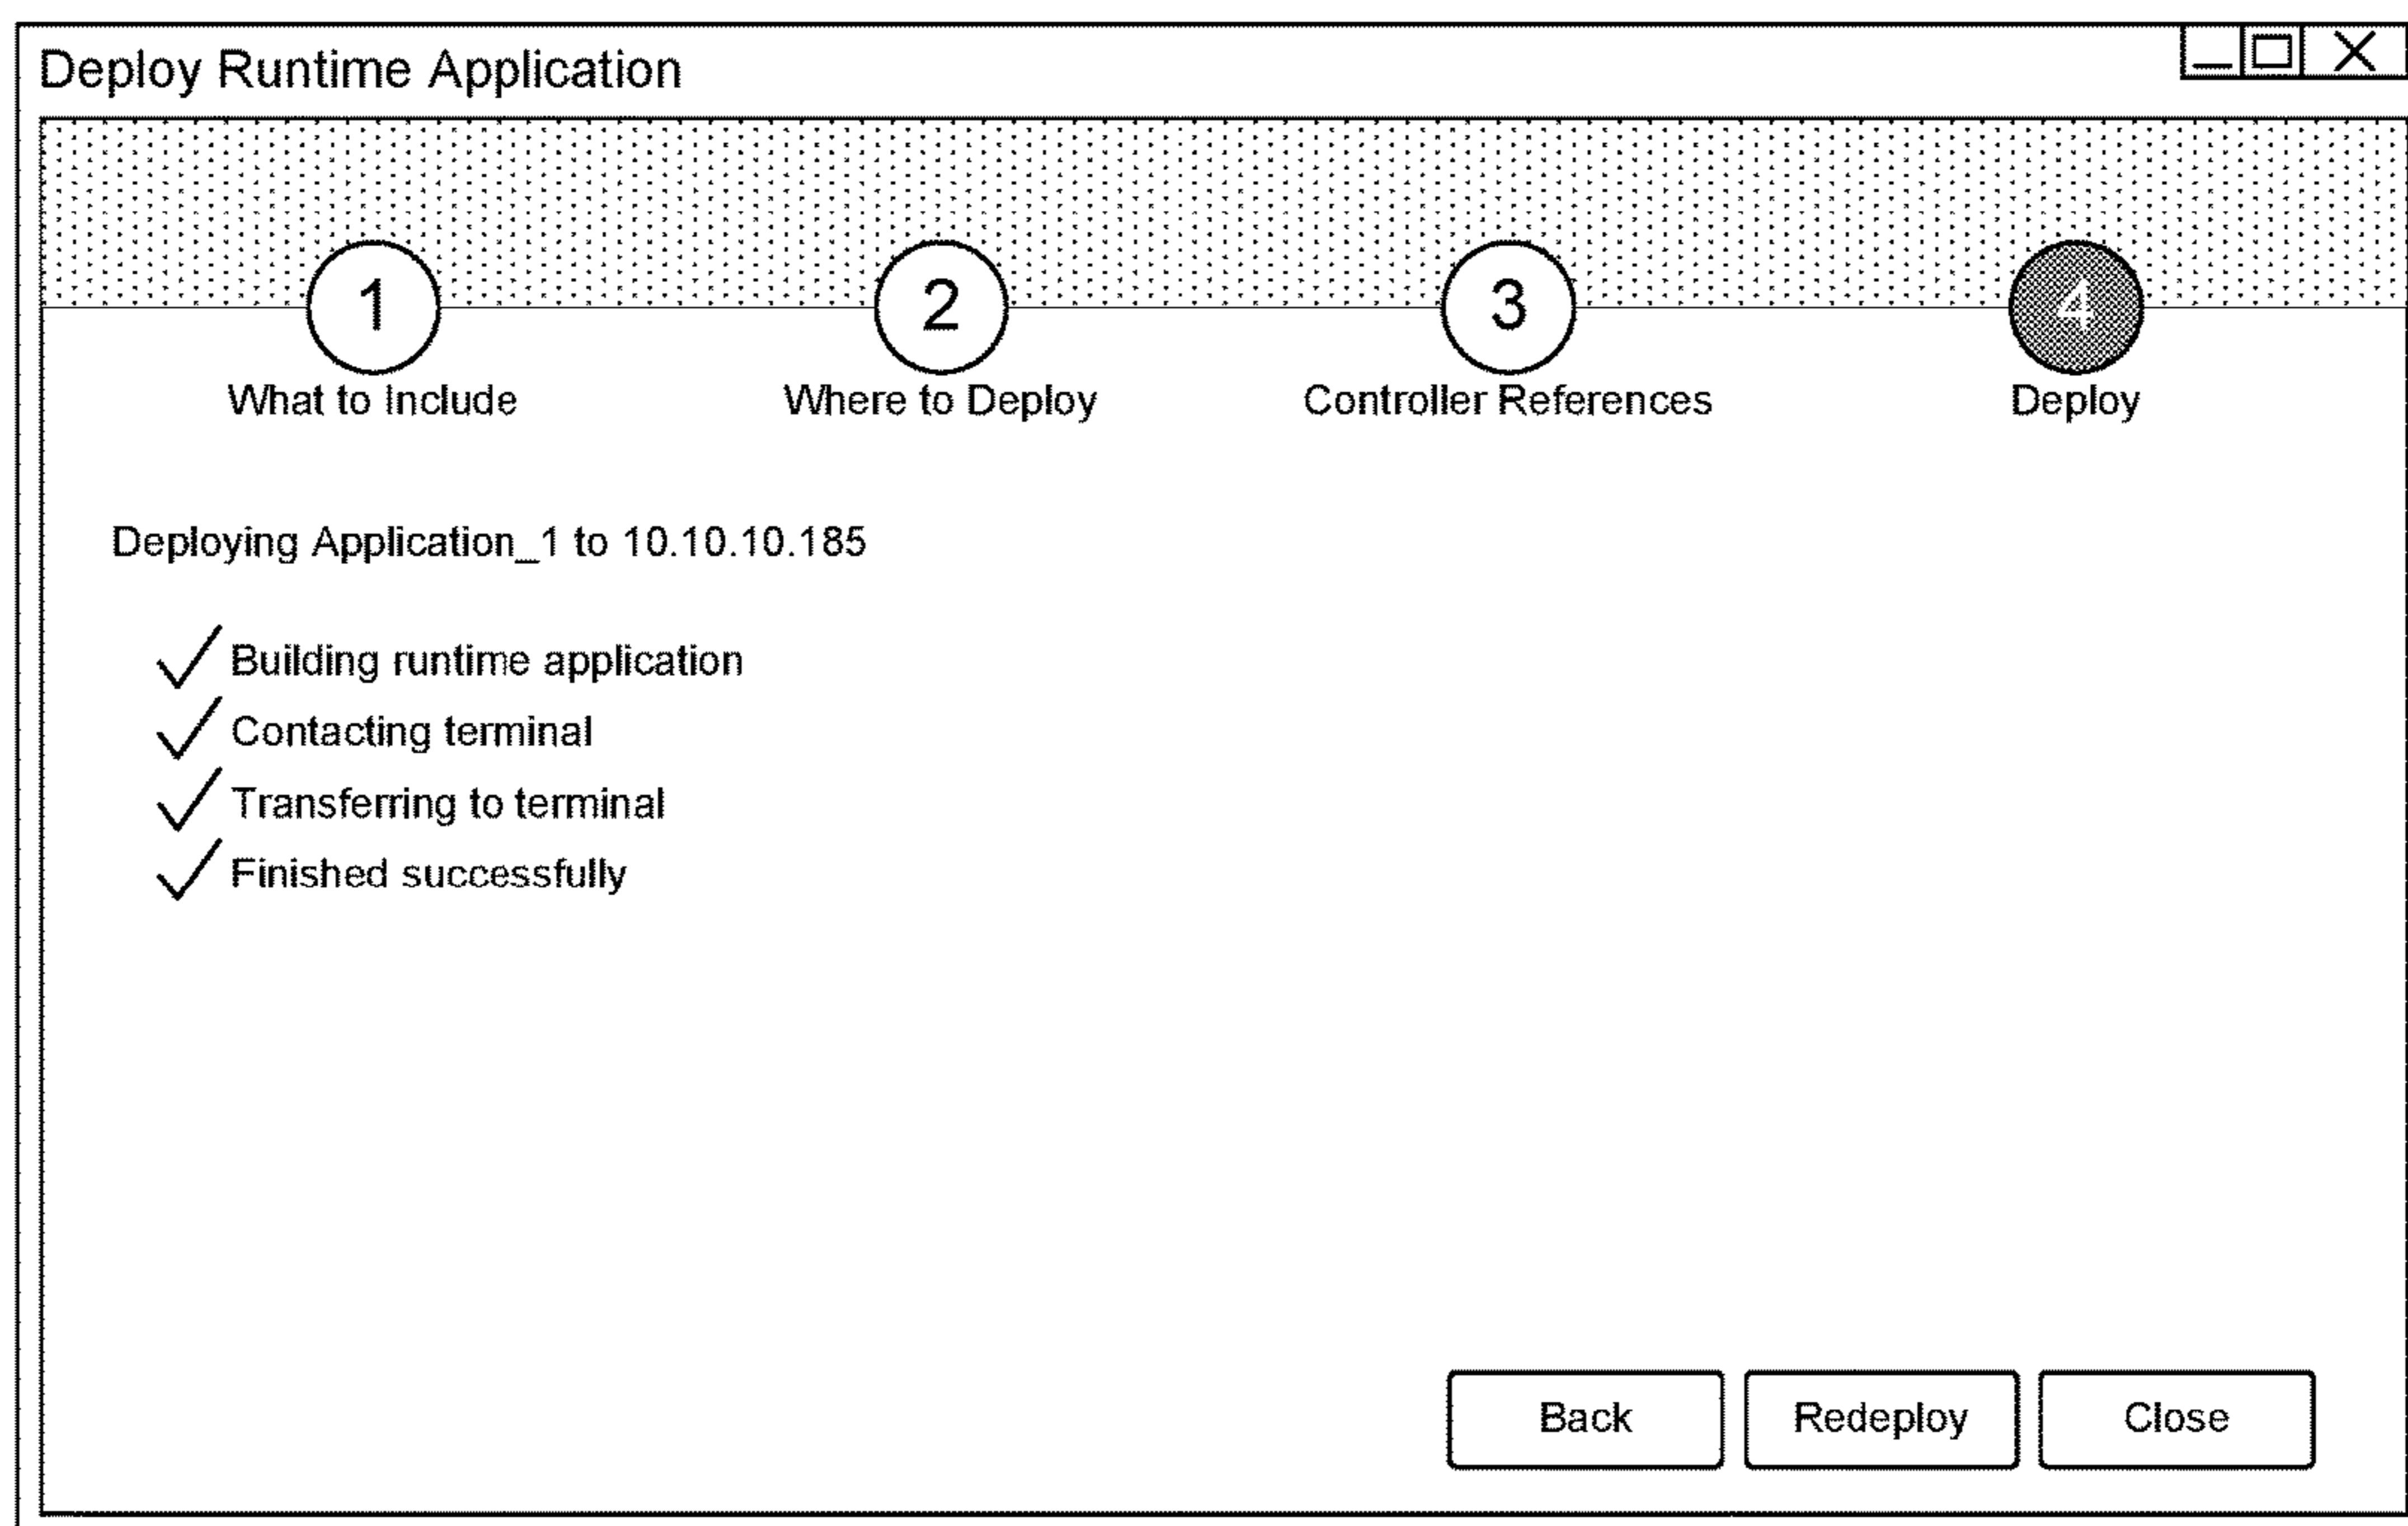 Deploy Runtime Application
1 2 3 4
What to Include Where to Deploy Controller References Deploy
Deploying Application_1 to 10.10.10.185
Building runtime application
Contacting terminal
Transferring to terminal
Finished successfully
Back Redeploy Close